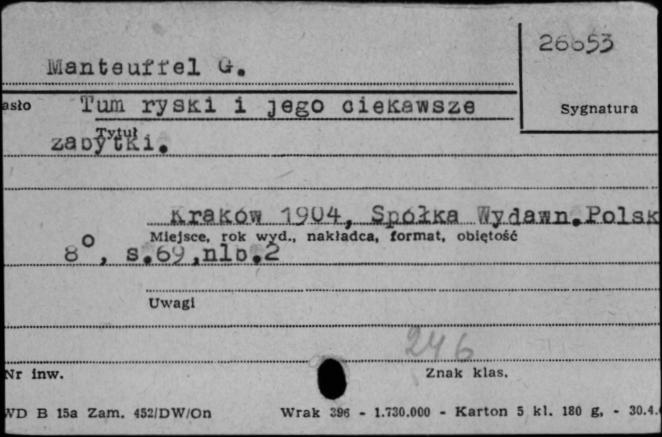 26653
Manteuffel G.
asło Tum ryski i jego ciekawsze
Sygnatura
Tytuł
zabytki.
Kraków 1904, Spółka Wydawn.Polsk
Miejsce, rok wyd., nakładca, format, objętość
8°, s.69,nlb.2
Uwagi
246
Nr inw.
Znak klas.
WD B 15a Zam. 452/DW/On Wrak 396 - 1.730.000 - Karton 5 kl. 180 g. - 30.4.